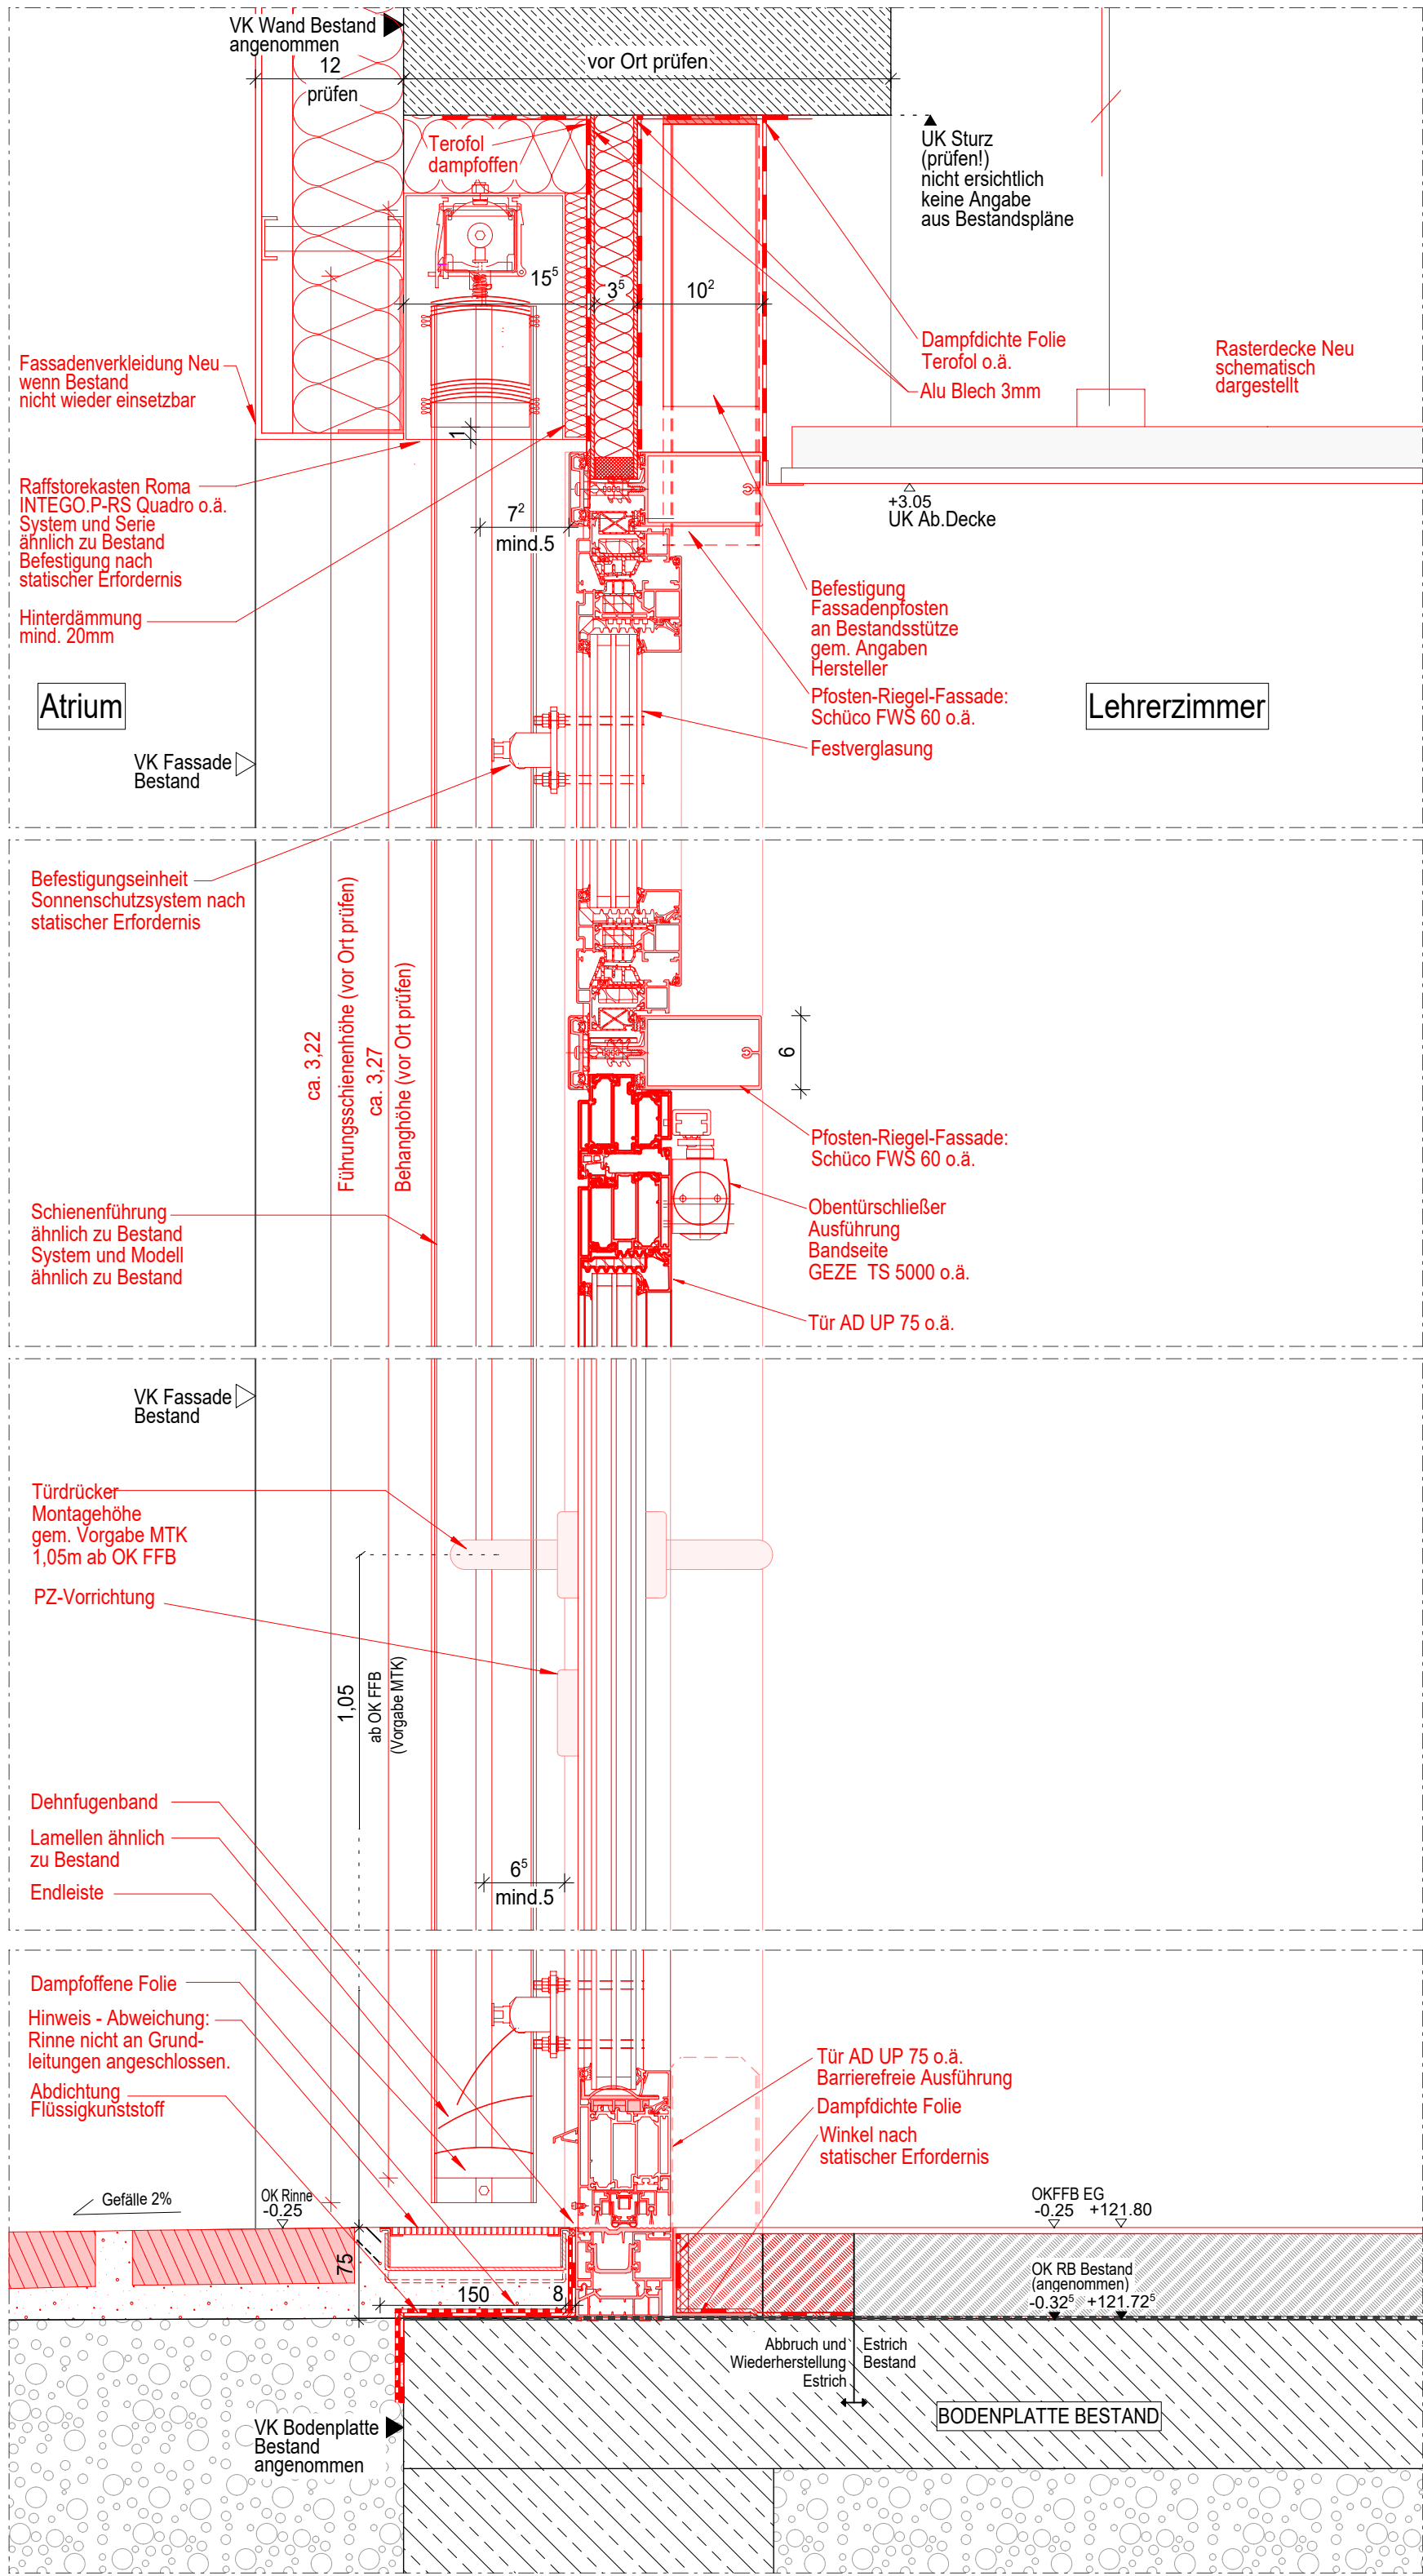 VK Wand Bestand
angenommen
12
prüfen
vor Ort prüfen
Terofol
dampfoffen
UK Sturz
(prüfen!)
nicht ersichtlich
keine Angabe
aus Bestandspläne
15⁵
3⁵
10²
Fassadenverkleidung Neu
wenn Bestand
nicht wieder einsetzbar
Dampfdichte Folie
Terofol o.ä.
Alu Blech 3mm
Rasterdecke Neu
schematisch
dargestellt
1
Raffstorekasten Roma
INTEGO.P-RS Quadro o.ä.
System und Serie
ähnlich zu Bestand
Befestigung nach
statischer Erfordernis
+3.05
UK Ab.Decke
7²
mind.5
Hinterdämmung
mind. 20mm
Befestigung
Fassadenpfosten
an Bestandsstütze
gem. Angaben
Hersteller
Atrium
Pfosten-Riegel-Fassade:
Schüco FWS 60 o.ä.
Lehrerzimmer
Festverglasung
VK Fassade
Bestand
Befestigungseinheit
Sonnenschutzsystem nach
statischer Erfordernis
ca. 3,22
Führungsschienenhöhe (vor Ort prüfen)
ca. 3,27
Behanghöhe (vor Ort prüfen)
6
Pfosten-Riegel-Fassade:
Schüco FWS 60 o.ä.
Schienenführung
ähnlich zu Bestand
System und Modell
ähnlich zu Bestand
Obentürschließer
Ausführung
Bandseite
GEZE TS 5000 o.ä.
Tür AD UP 75 o.ä.
VK Fassade
Bestand
Türdrücker
Montagehöhe
gem. Vorgabe MTK
1,05m ab OK FFB
PZ-Vorrichtung
1,05
ab OK FFB
(Vorgabe MTK)
Dehnfugenband
Lamellen ähnlich
zu Bestand
Endleiste
6⁵
mind.5
Dampfoffene Folie
Hinweis - Abweichung:
Rinne nicht an Grund-
leitungen angeschlossen.
Abdichtung
Flüssigkunststoff
Tür AD UP 75 o.ä.
Barrierefreie Ausführung
Dampfdichte Folie
Winkel nach
statischer Erfordernis
Gefälle 2%
OK Rinne
-0.25
OKFFB EG
-0.25 +121.80
75
150
8
OK RB Bestand
(angenommen)
-0.32⁵ +121.72⁵
Abbruch und
Wiederherstellung
Estrich
Estrich
Bestand
BODENPLATTE BESTAND
VK Bodenplatte
Bestand
angenommen